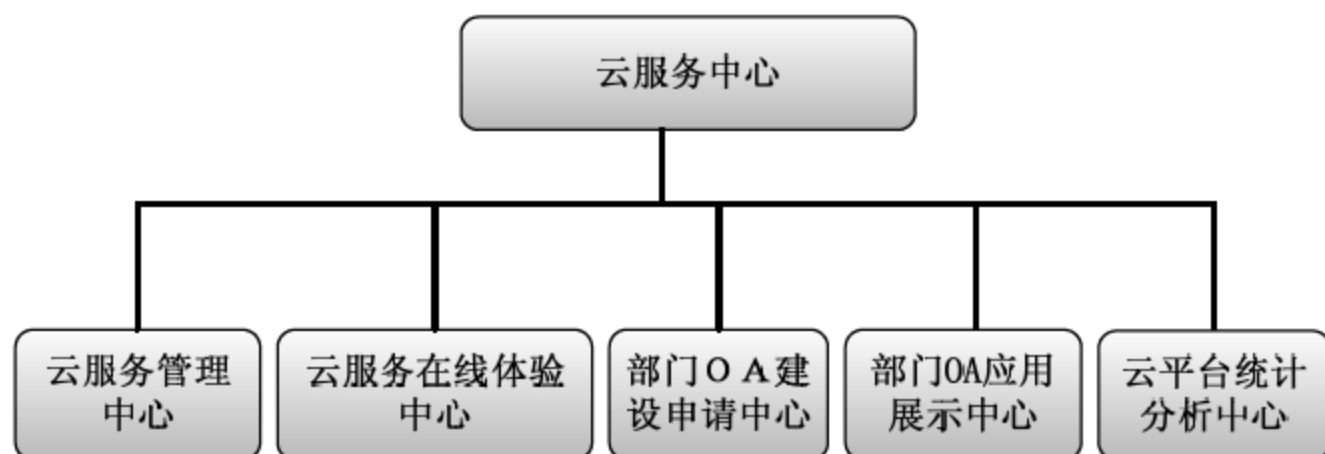 云服务中心
云服务管理
中心
云服务在线体验
中心
部门ＯＡ建
设申请中心
部门OA应用
展示中心
云平台统计
分析中心